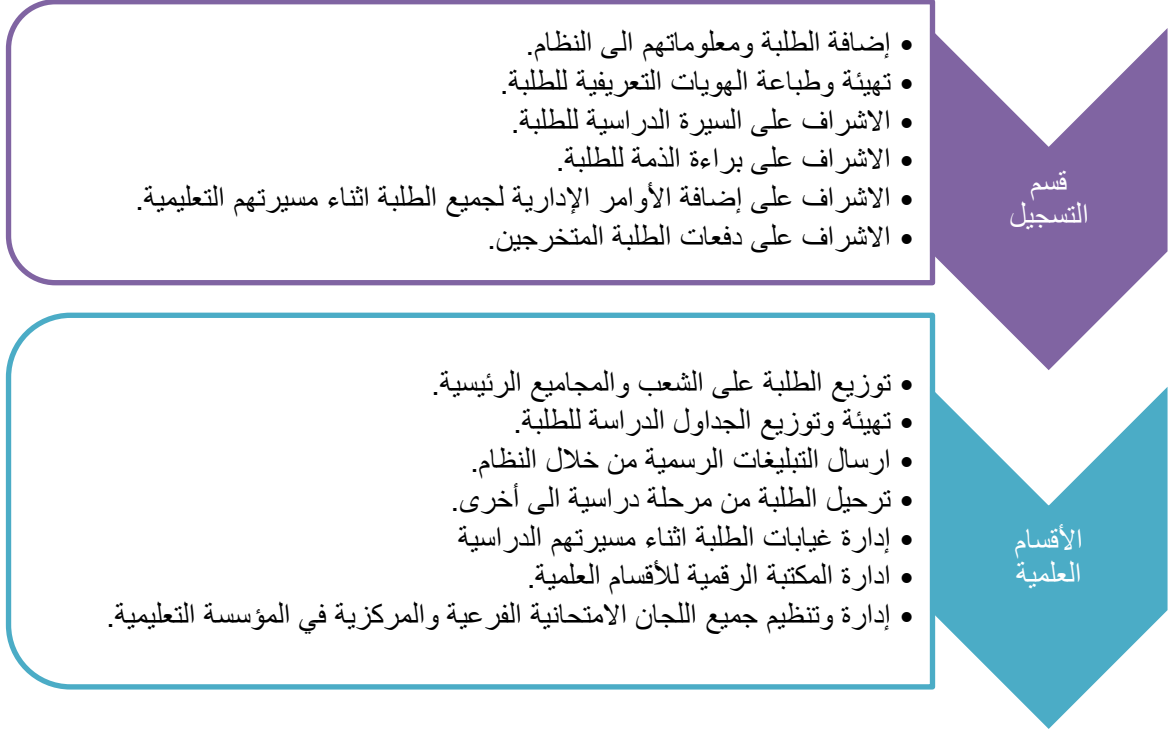 قسم
التسجيل
• إضافة الطلبة ومعلوماتهم الى النظام.
• تهيئة وطباعة الهويات التعريفية للطلبة.
• الاشراف على السيرة الدراسية للطلبة.
• الاشراف على براءة الذمة للطلبة.
• الاشراف على إضافة الأوامر الإدارية لجميع الطلبة اثناء مسيرتهم التعليمية.
• الاشراف على دفعات الطلبة المتخرجين.
الأقسام
العلمية
• توزيع الطلبة على الشعب والمجاميع الرئيسية.
• تهيئة وتوزيع الجداول الدراسة للطلبة.
• ارسال التبليغات الرسمية من خلال النظام.
• ترحيل الطلبة من مرحلة دراسية الى أخرى.
• إدارة غيابات الطلبة اثناء مسيرتهم الدراسية
• ادارة المكتبة الرقمية للأقسام العلمية.
• إدارة وتنظيم جميع اللجان الامتحانية الفرعية والمركزية في المؤسسة التعليمية.